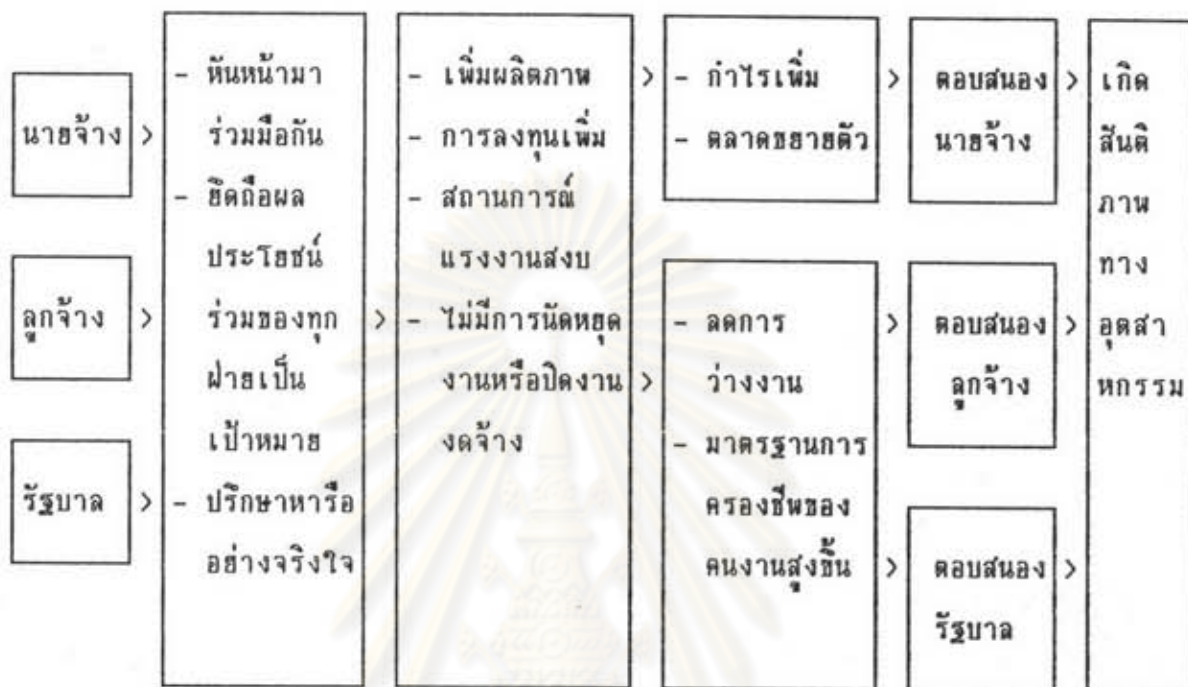 นายจ้าง >
ลูกจ้าง >
รัฐบาล >
- หันหน้ามา
ร่วมมือกัน
- ยึดถือผล
ประโยชน์
ร่วมของทุก >
ฝ่ายเป็น
เป้าหมาย
- ปรึกษาหารือ
อย่างจริงใจ
- เพิ่มผลิตภาพ >
- การลงทุนเพิ่ม
- สถานการณ์
แรงงานสงบ
- ไม่มีการนัดหยุด
งานหรือปิดงาน >
งดจ้าง
- กำไรเพิ่ม >
- ตลาดขยายตัว
- ลดการ >
ว่างงาน
- มาตรฐานการ
ครองชีพของ
คนงานสูงขึ้น >
ตอบสนอง >
นายจ้าง
ตอบสนอง >
ลูกจ้าง
ตอบสนอง >
รัฐบาล
เกิด
สันติ
ภาพ
ทาง
อุตสา
หกรรม